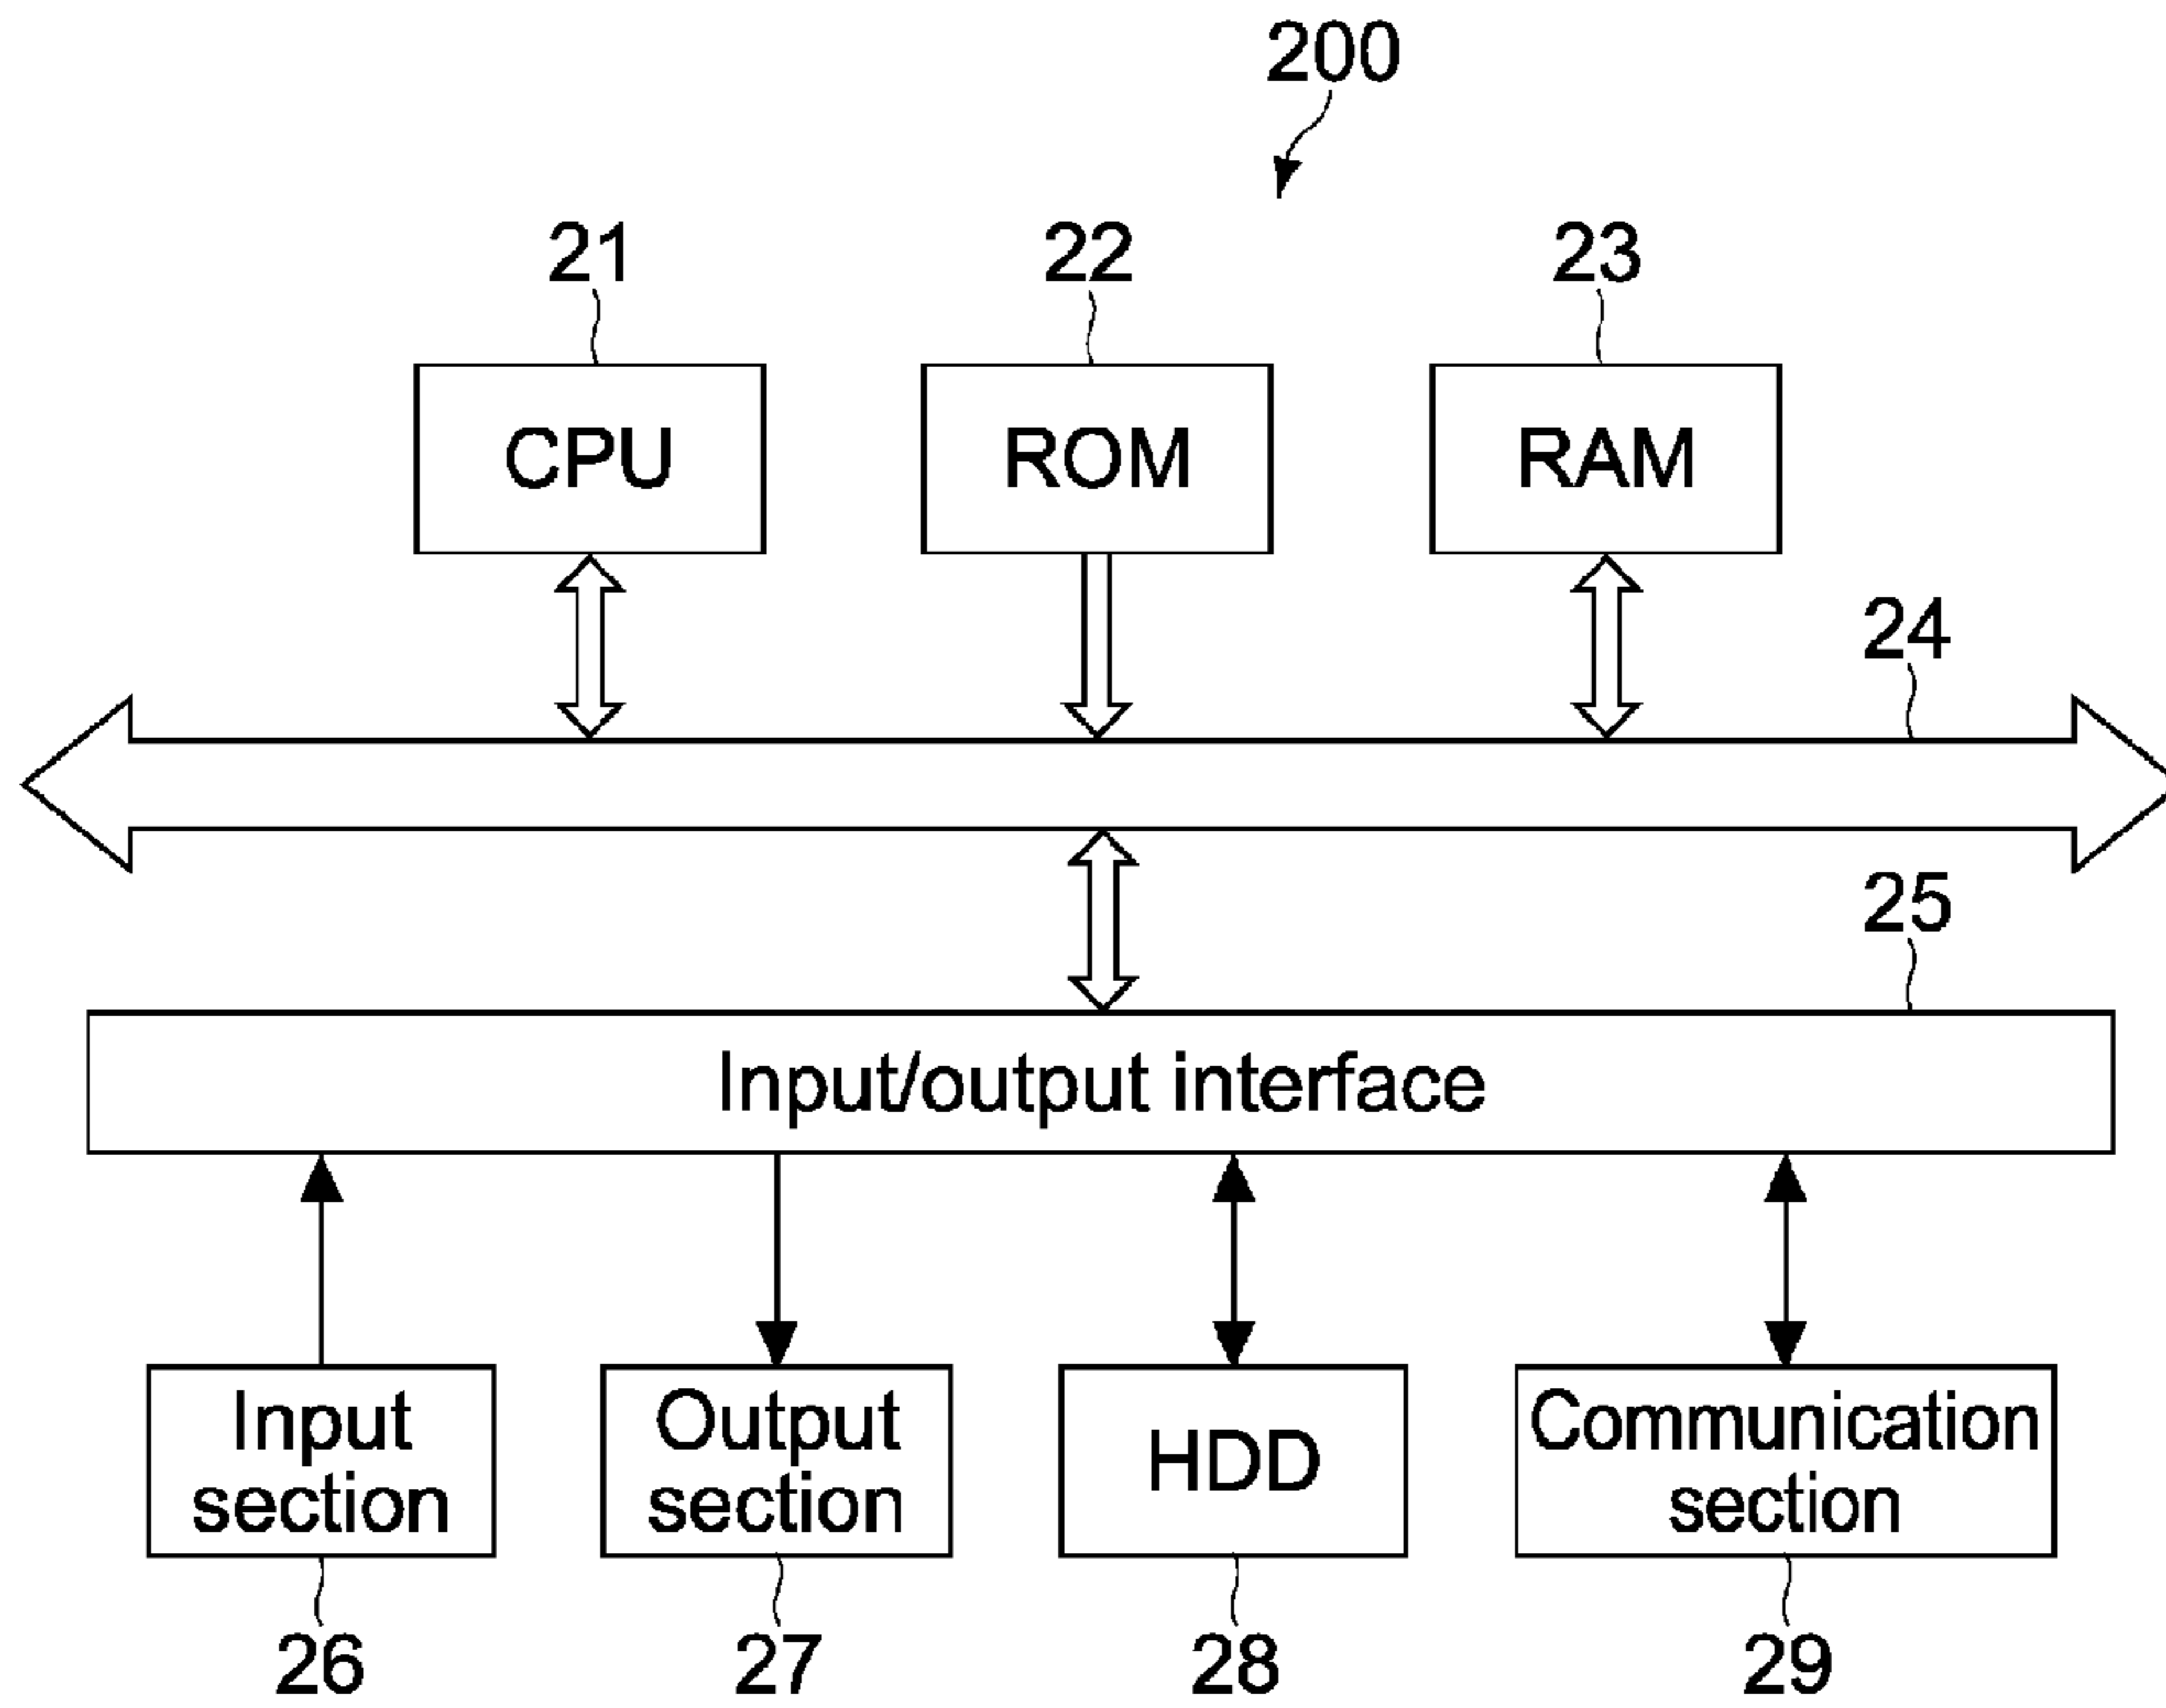 200
21
22
23
CPU
ROM
RAM
24
25
Input/output interface
Input
section
Output
section
HDD
Communication
section
26
27
28
29